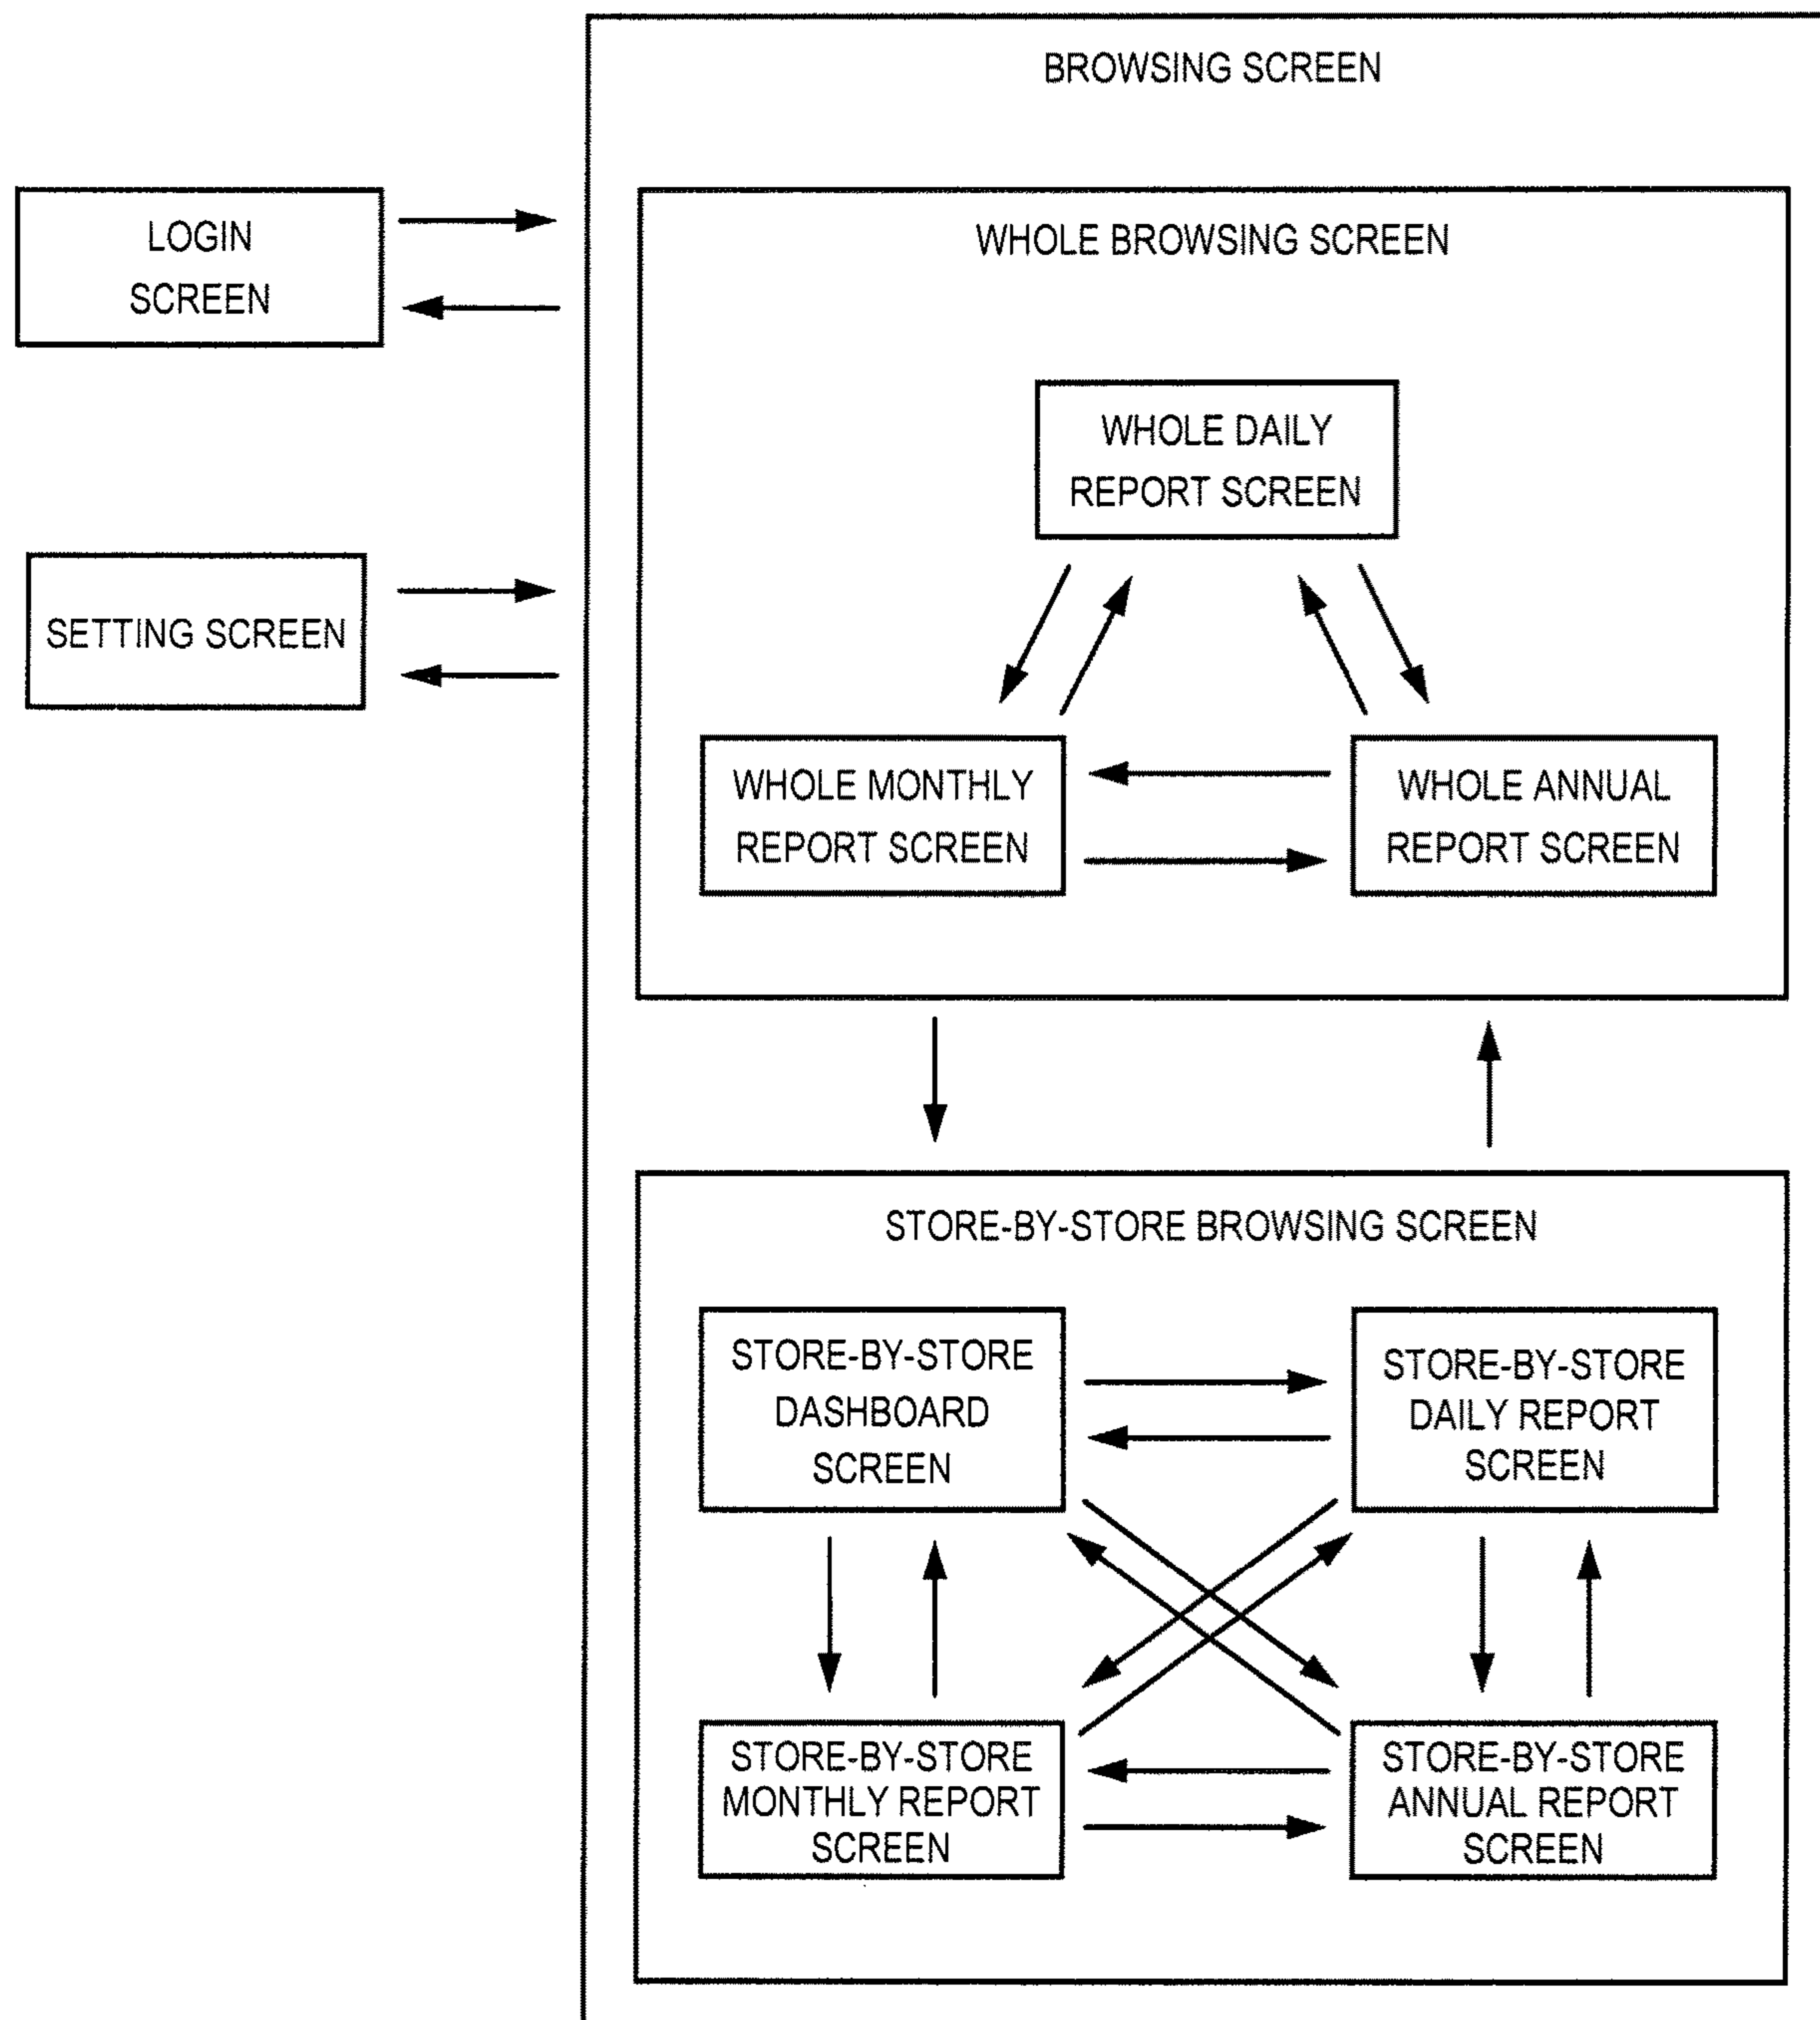 BROWSING SCREEN
LOGIN
SCREEN
WHOLE BROWSING SCREEN
WHOLE DAILY
REPORT SCREEN
SETTING SCREEN
WHOLE MONTHLY
REPORT SCREEN
WHOLE ANNUAL
REPORT SCREEN
STORE-BY-STORE BROWSING SCREEN
STORE-BY-STORE
DASHBOARD
SCREEN
STORE-BY-STORE
DAILY REPORT
SCREEN
STORE-BY-STORE
MONTHLY REPORT
SCREEN
STORE-BY-STORE
ANNUAL REPORT
SCREEN